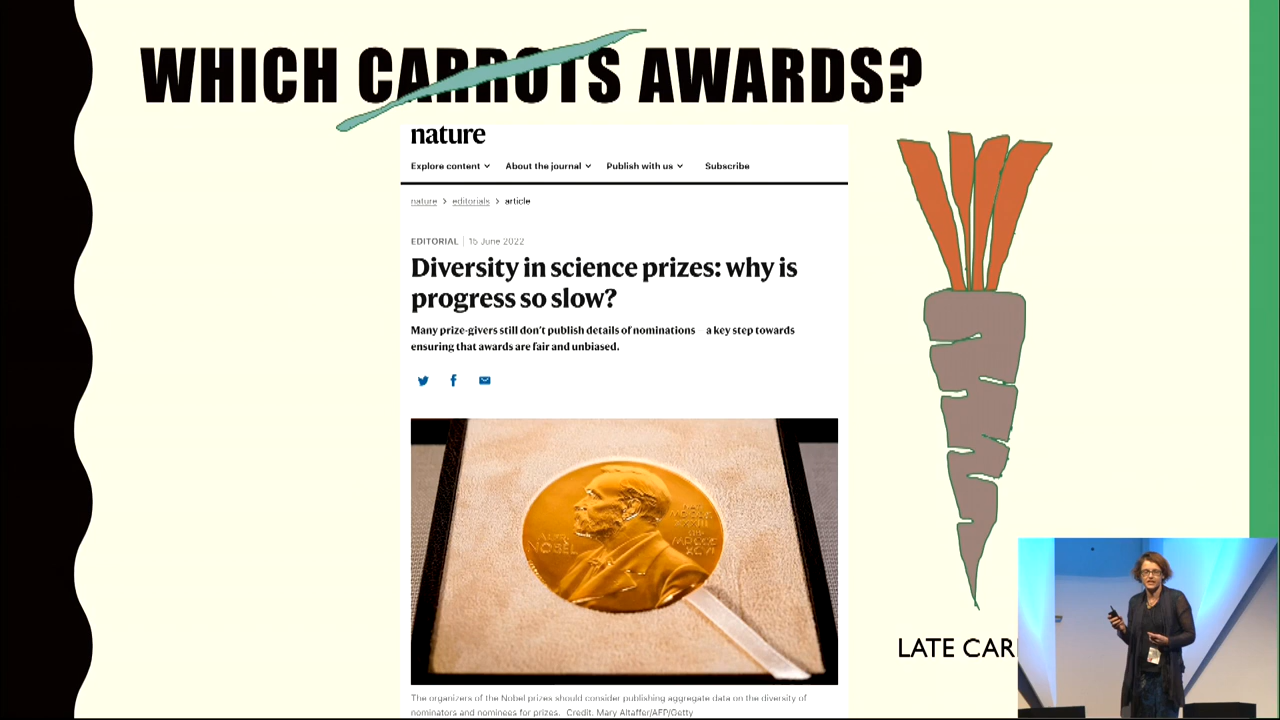 WHICH CARROTS AWARDS?
nature
Explore content About the journal Publish with us Subscribe
nature > editorials > article
EDITORIAL | 15 June 2022
Diversity in science prizes: why is
progress so slow?
Many prize-givers still don't publish details of nominations a key step towards
ensuring that awards are fair and unbiased.
NOBEL
The organizers of the Nobel prizes should consider publishing aggregate data on the diversity of
nominators and nominees for prizes. Credit: Mary Altaffer/AFP/Getty
LATE